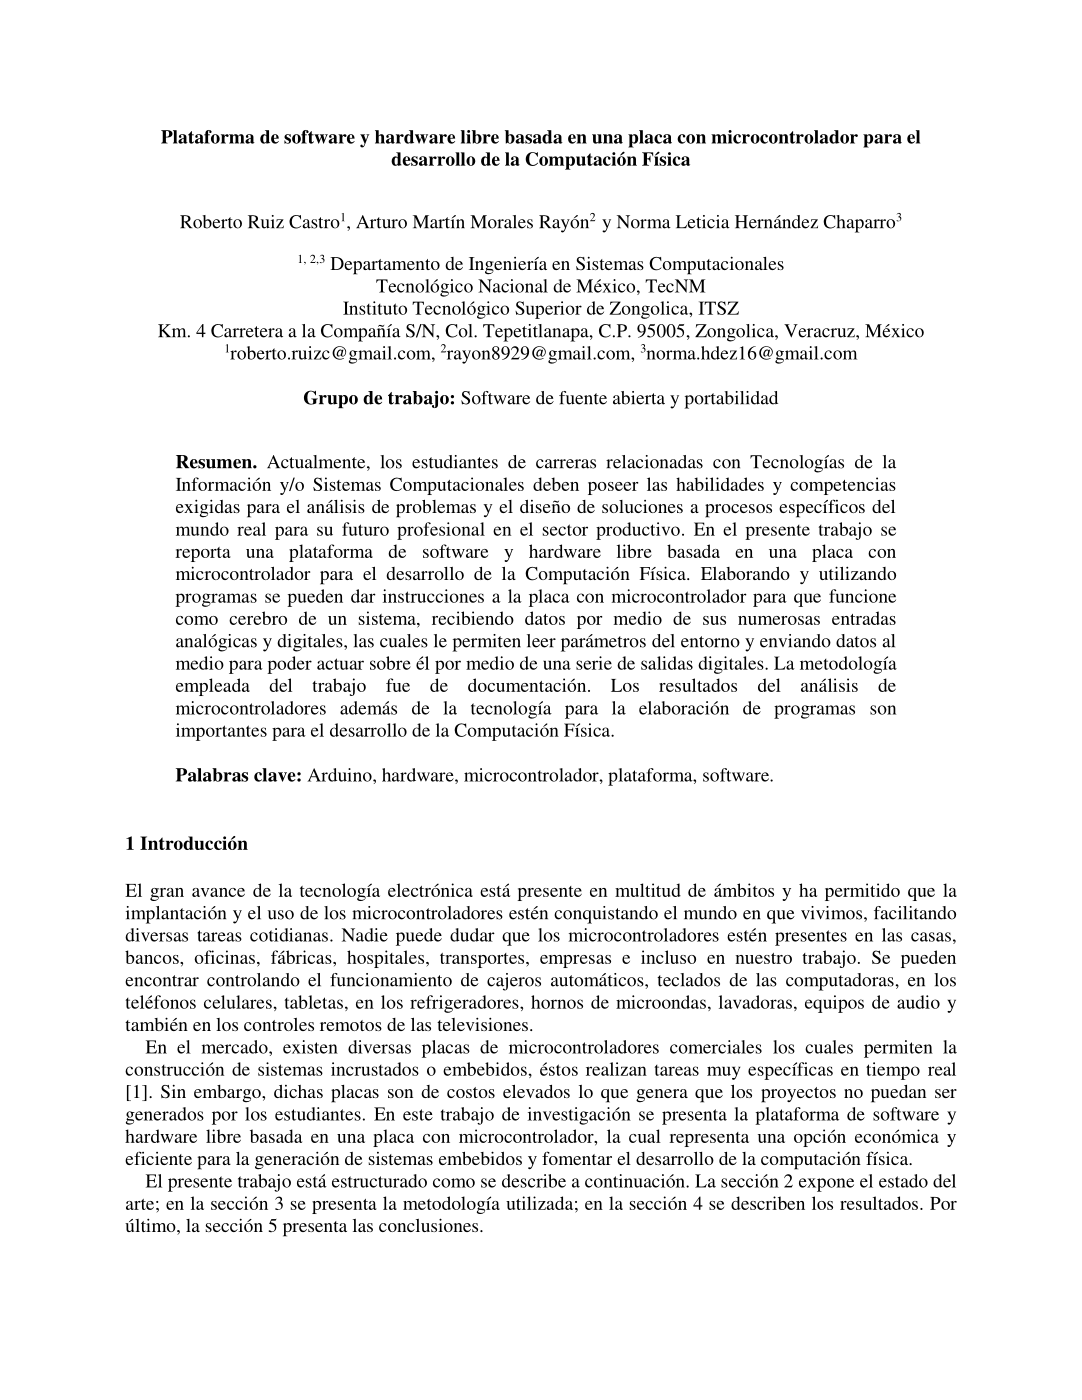 Plataforma de software y hardware libre basada en una placa con microcontrolador para el
desarrollo de la Computación Física
Roberto Ruiz Castro1, Arturo Martín Morales Rayón2 y Norma Leticia Hernández Chaparro3
1, 2,3 Departamento de Ingeniería en Sistemas Computacionales
Tecnológico Nacional de México, TecNM
Instituto Tecnológico Superior de Zongolica, ITSZ
Km. 4 Carretera a la Compañía S/N, Col. Tepetitlanapa, C.P. 95005, Zongolica, Veracruz, México
1roberto.ruizc@gmail.com, 2rayon8929@gmail.com, 3norma.hdez16@gmail.com
Grupo de trabajo: Software de fuente abierta y portabilidad
Resumen. Actualmente, los estudiantes de carreras relacionadas con Tecnologías de la
Información y/o Sistemas Computacionales deben poseer las habilidades y competencias
exigidas para el análisis de problemas y el diseño de soluciones a procesos específicos del
mundo real para su futuro profesional en el sector productivo. En el presente trabajo se
reporta una plataforma de software y hardware libre basada en una placa con
microcontrolador para el desarrollo de la Computación Física. Elaborando y utilizando
programas se pueden dar instrucciones a la placa con microcontrolador para que funcione
como cerebro de un sistema, recibiendo datos por medio de sus numerosas entradas
analógicas y digitales, las cuales le permiten leer parámetros del entorno y enviando datos al
medio para poder actuar sobre él por medio de una serie de salidas digitales. La metodología
empleada del trabajo fue de documentación. Los resultados del análisis de
microcontroladores además de la tecnología para la elaboración de programas son
importantes para el desarrollo de la Computación Física.
Palabras clave: Arduino, hardware, microcontrolador, plataforma, software.
1 Introducción
El gran avance de la tecnología electrónica está presente en multitud de ámbitos y ha permitido que la
implantación y el uso de los microcontroladores estén conquistando el mundo en que vivimos, facilitando
diversas tareas cotidianas. Nadie puede dudar que los microcontroladores estén presentes en las casas,
bancos, oficinas, fábricas, hospitales, transportes, empresas e incluso en nuestro trabajo. Se pueden
encontrar controlando el funcionamiento de cajeros automáticos, teclados de las computadoras, en los
teléfonos celulares, tabletas, en los refrigeradores, hornos de microondas, lavadoras, equipos de audio y
también en los controles remotos de las televisiones.
En el mercado, existen diversas placas de microcontroladores comerciales los cuales permiten la
construcción de sistemas incrustados o embebidos, éstos realizan tareas muy específicas en tiempo real
[1]. Sin embargo, dichas placas son de costos elevados lo que genera que los proyectos no puedan ser
generados por los estudiantes. En este trabajo de investigación se presenta la plataforma de software y
hardware libre basada en una placa con microcontrolador, la cual representa una opción económica y
eficiente para la generación de sistemas embebidos y fomentar el desarrollo de la computación física.
El presente trabajo está estructurado como se describe a continuación. La sección 2 expone el estado del
arte; en la sección 3 se presenta la metodología utilizada; en la sección 4 se describen los resultados. Por
último, la sección 5 presenta las conclusiones.